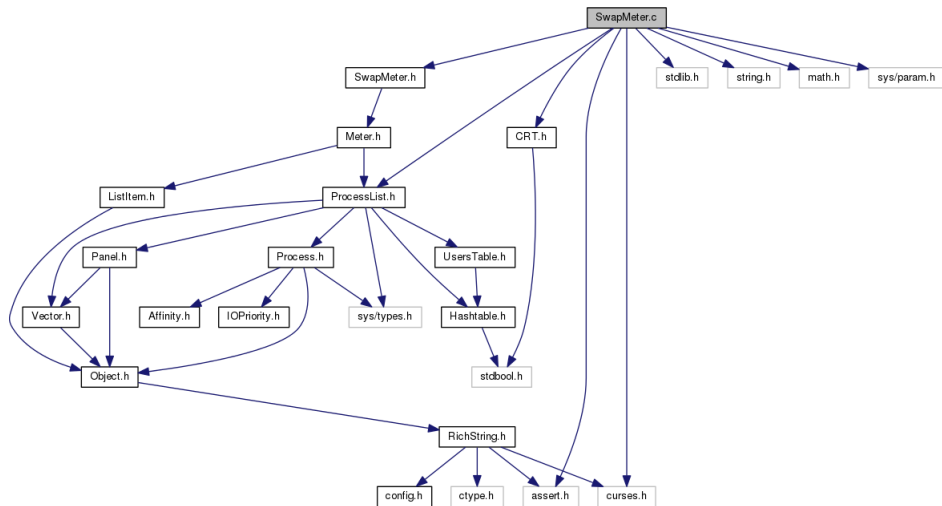 SwapMeter.c
SwapMeter.h
stdlib.h
string.h
math.h
sys/param.h
Meter.h
CRT.h
ListItem.h
ProcessList.h
Panel.h
Process.h
UsersTable.h
Vector.h
Affinity.h
IOPriority.h
sys/types.h
Hashtable.h
Object.h
stdbool.h
RichString.h
config.h
ctype.h
assert.h
curses.h